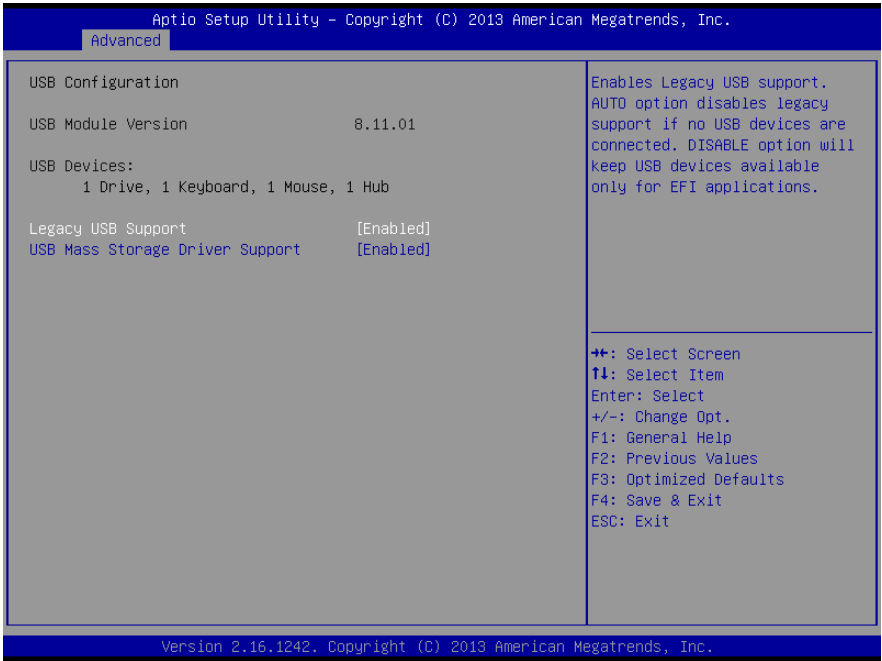 Aptio Setup Utility – Copyright (C) 2013 American Megatrends, Inc.
Advanced
USB Configuration
USB Module Version 8.11.01
USB Devices:
1 Drive, 1 Keyboard, 1 Mouse, 1 Hub
Legacy USB Support [Enabled]
USB Mass Storage Driver Support [Enabled]
Enables Legacy USB support.
AUTO option disables legacy
support if no USB devices are
connected. DISABLE option will
keep USB devices available
only for EFI applications.
→←: Select Screen
↑↓: Select Item
Enter: Select
+/-: Change Opt.
F1: General Help
F2: Previous Values
F3: Optimized Defaults
F4: Save & Exit
ESC: Exit
Version 2.16.1242. Copyright (C) 2013 American Megatrends, Inc.